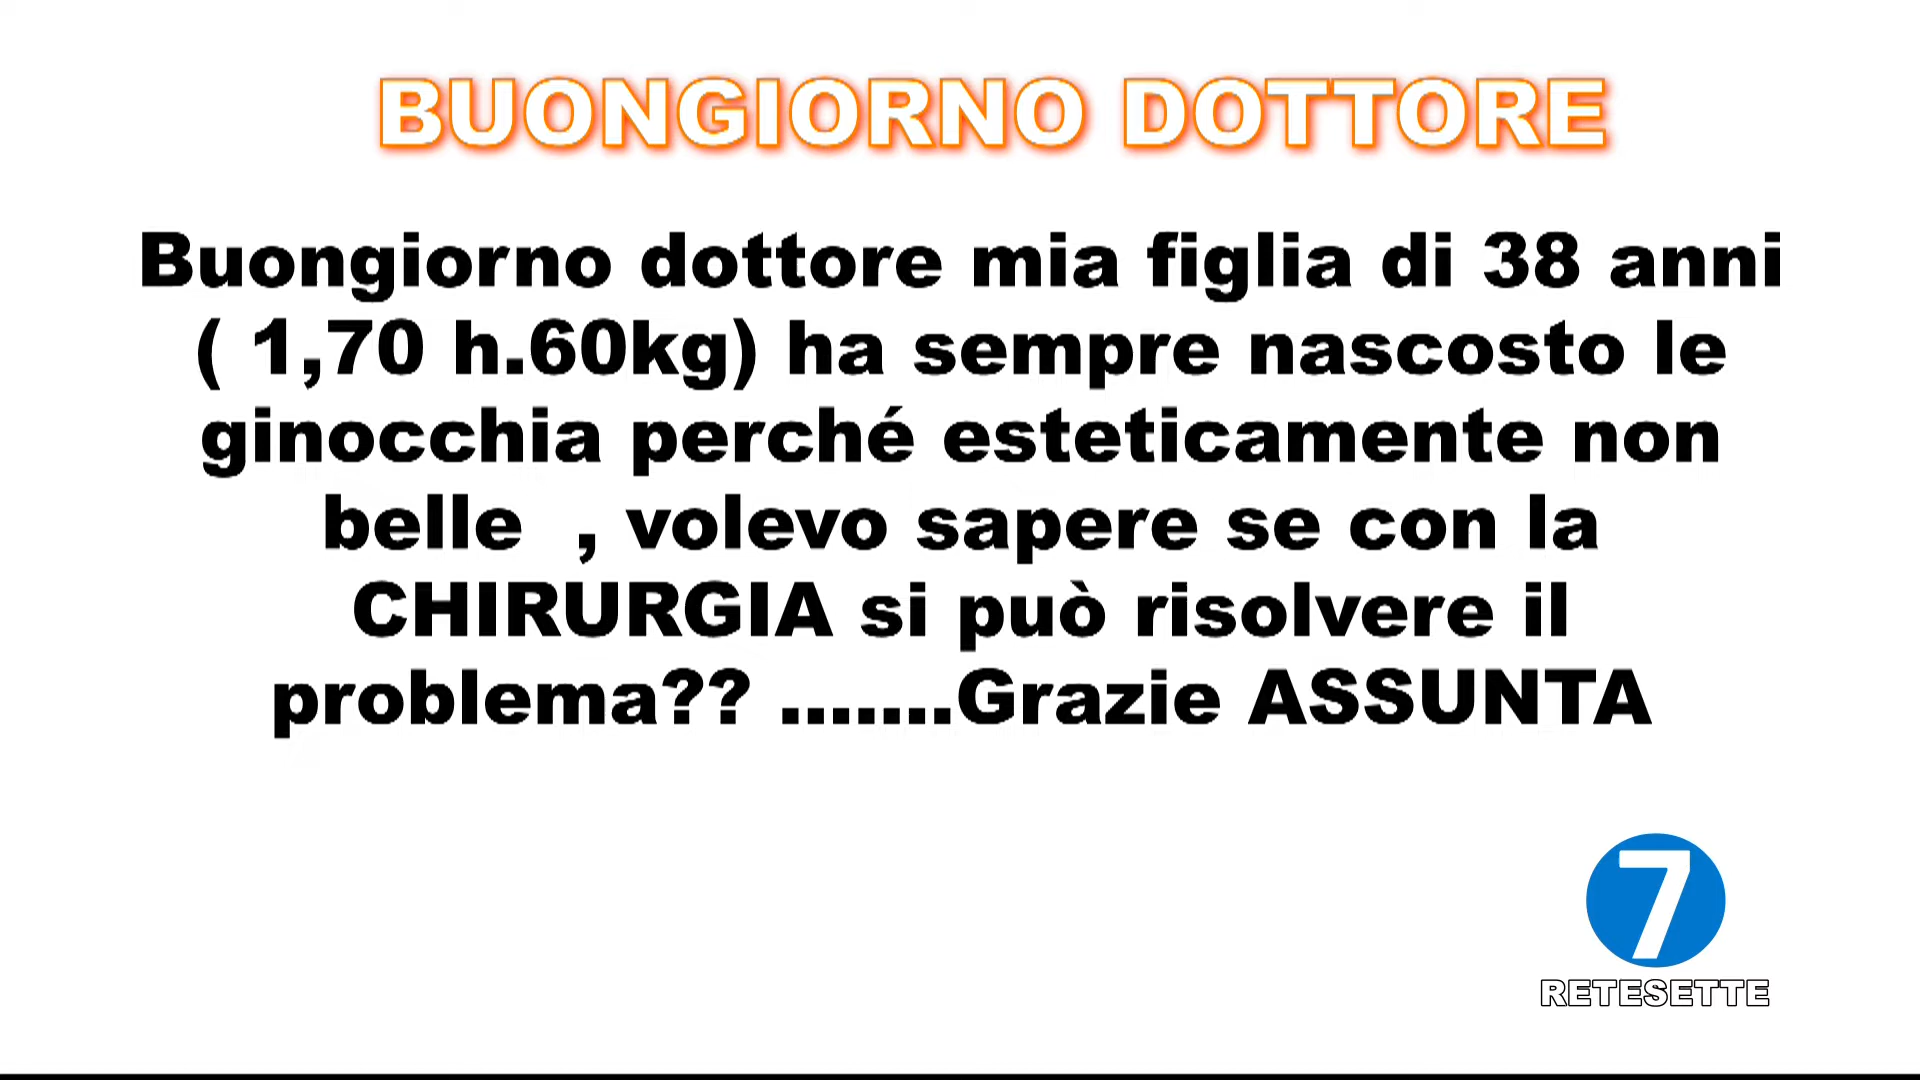 BUONGIORNO DOTTORE
Buongiorno dottore mia figlia di 38 anni
( 1,70 h.60kg) ha sempre nascosto le
ginocchia perché esteticamente non
belle  , volevo sapere se con la
CHIRURGIA si può risolvere il
problema?? .......Grazie ASSUNTA
7
RETESETTE